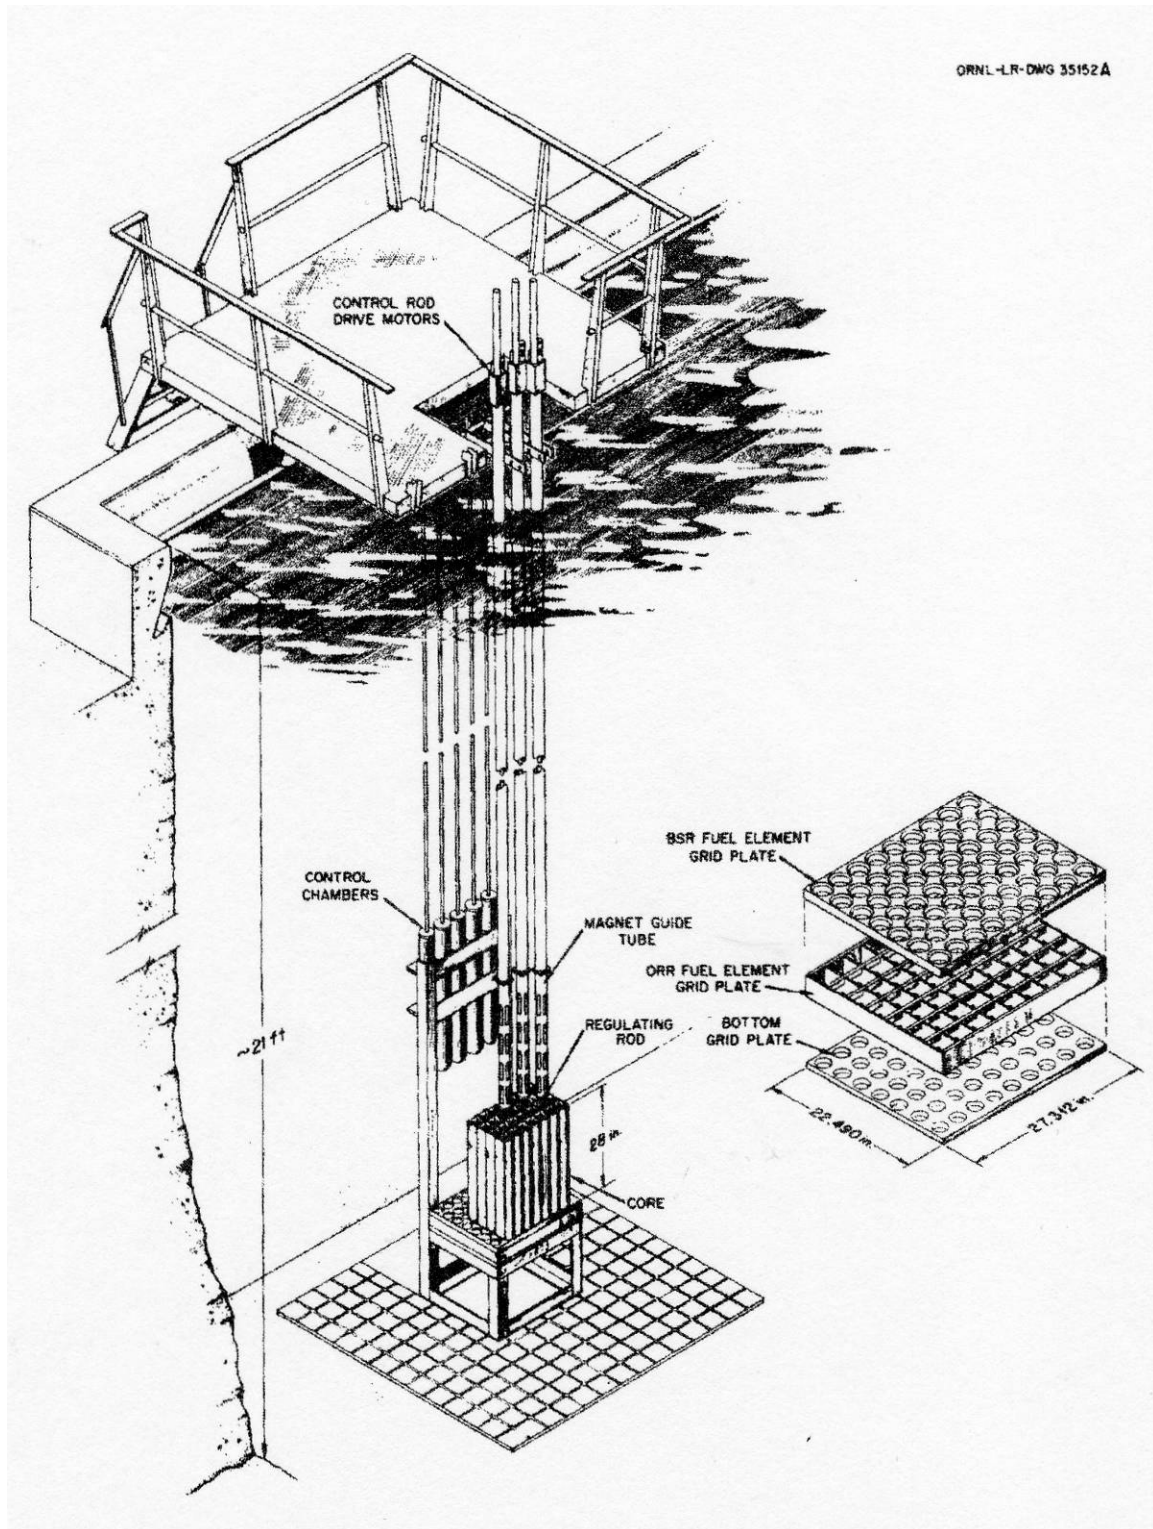 ORNL-LR-DWG 35152A
CONTROL ROD
DRIVE MOTORS
BSR FUEL ELEMENT
GRID PLATE
CONTROL
CHAMBERS
MAGNET GUIDE
TUBE
ORR FUEL ELEMENT
GRID PLATE
REGULATING
ROD
BOTTOM
GRID PLATE
~21 ft
28 in.
22.490 in.
27.312 in.
CORE